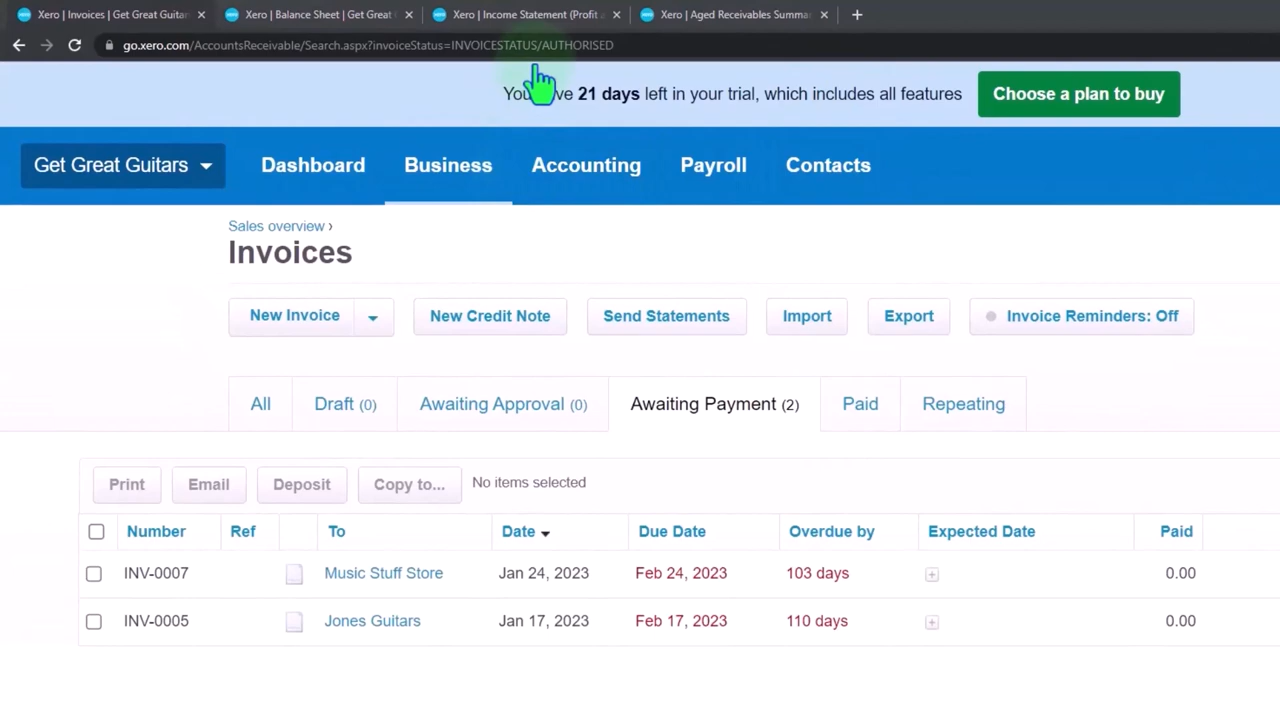 Xero | Invoices | Get Great Guitar
Xero | Balance Sheet | Get Great
Xero | Income Statement (Profit
Xero | Aged Receivables Summa
go.xero.com/AccountsReceivable/Search.aspx?invoiceStatus=INVOICESTATUS/AUTHORISED
21 days left in your trial, which includes all features
Choose a plan to buy
Get Great Guitars
Dashboard
Business
Accounting
Payroll
Contacts
Sales overview ›
Invoices
New Invoice
New Credit Note
Send Statements
Import
Export
Invoice Reminders: Off
All
Draft (0)
Awaiting Approval (0)
Awaiting Payment (2)
Paid
Repeating
Print
Email
Deposit
Copy to...
No items selected
Number Ref To Date Due Date Overdue by Expected Date Paid
INV-0007 Music Stuff Store Jan 24, 2023 Feb 24, 2023 103 days 0.00
INV-0005 Jones Guitars Jan 17, 2023 Feb 17, 2023 110 days 0.00